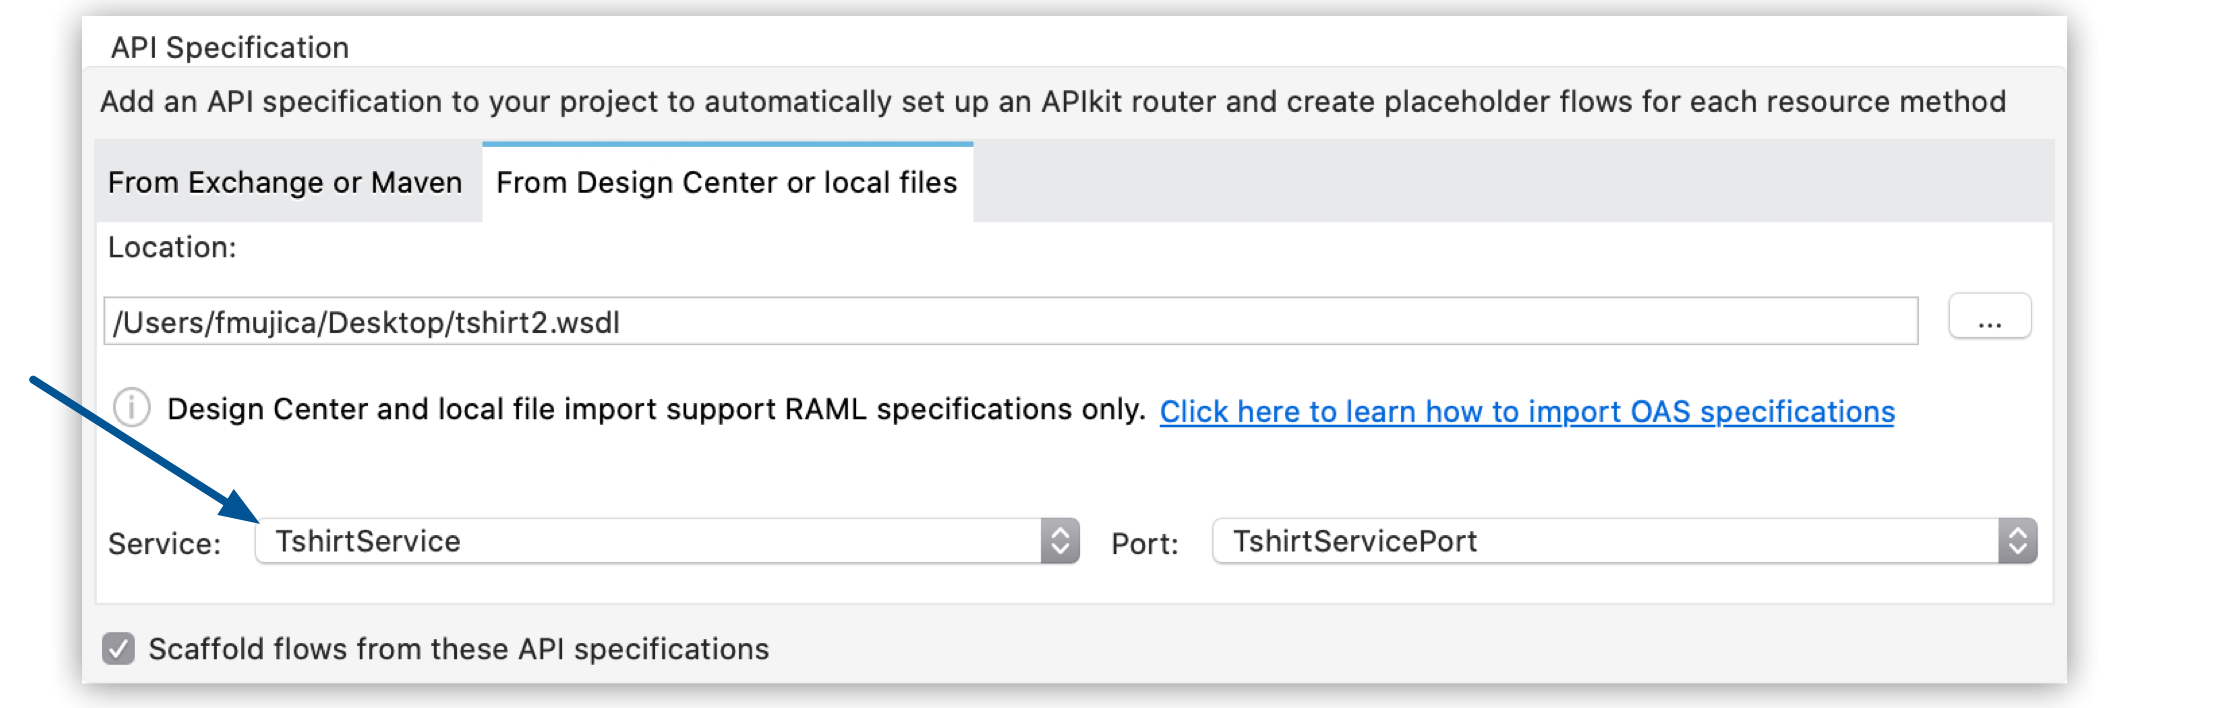 API Specification
Add an API specification to your project to automatically set up an APIkit router and create placeholder flows for each resource method
From Exchange or Maven From Design Center or local files
Location:
/Users/fmujica/Desktop/tshirt2.wsdl ...
Design Center and local file import support RAML specifications only. Click here to learn how to import OAS specifications
Service: TshirtService Port: TshirtServicePort
Scaffold flows from these API specifications